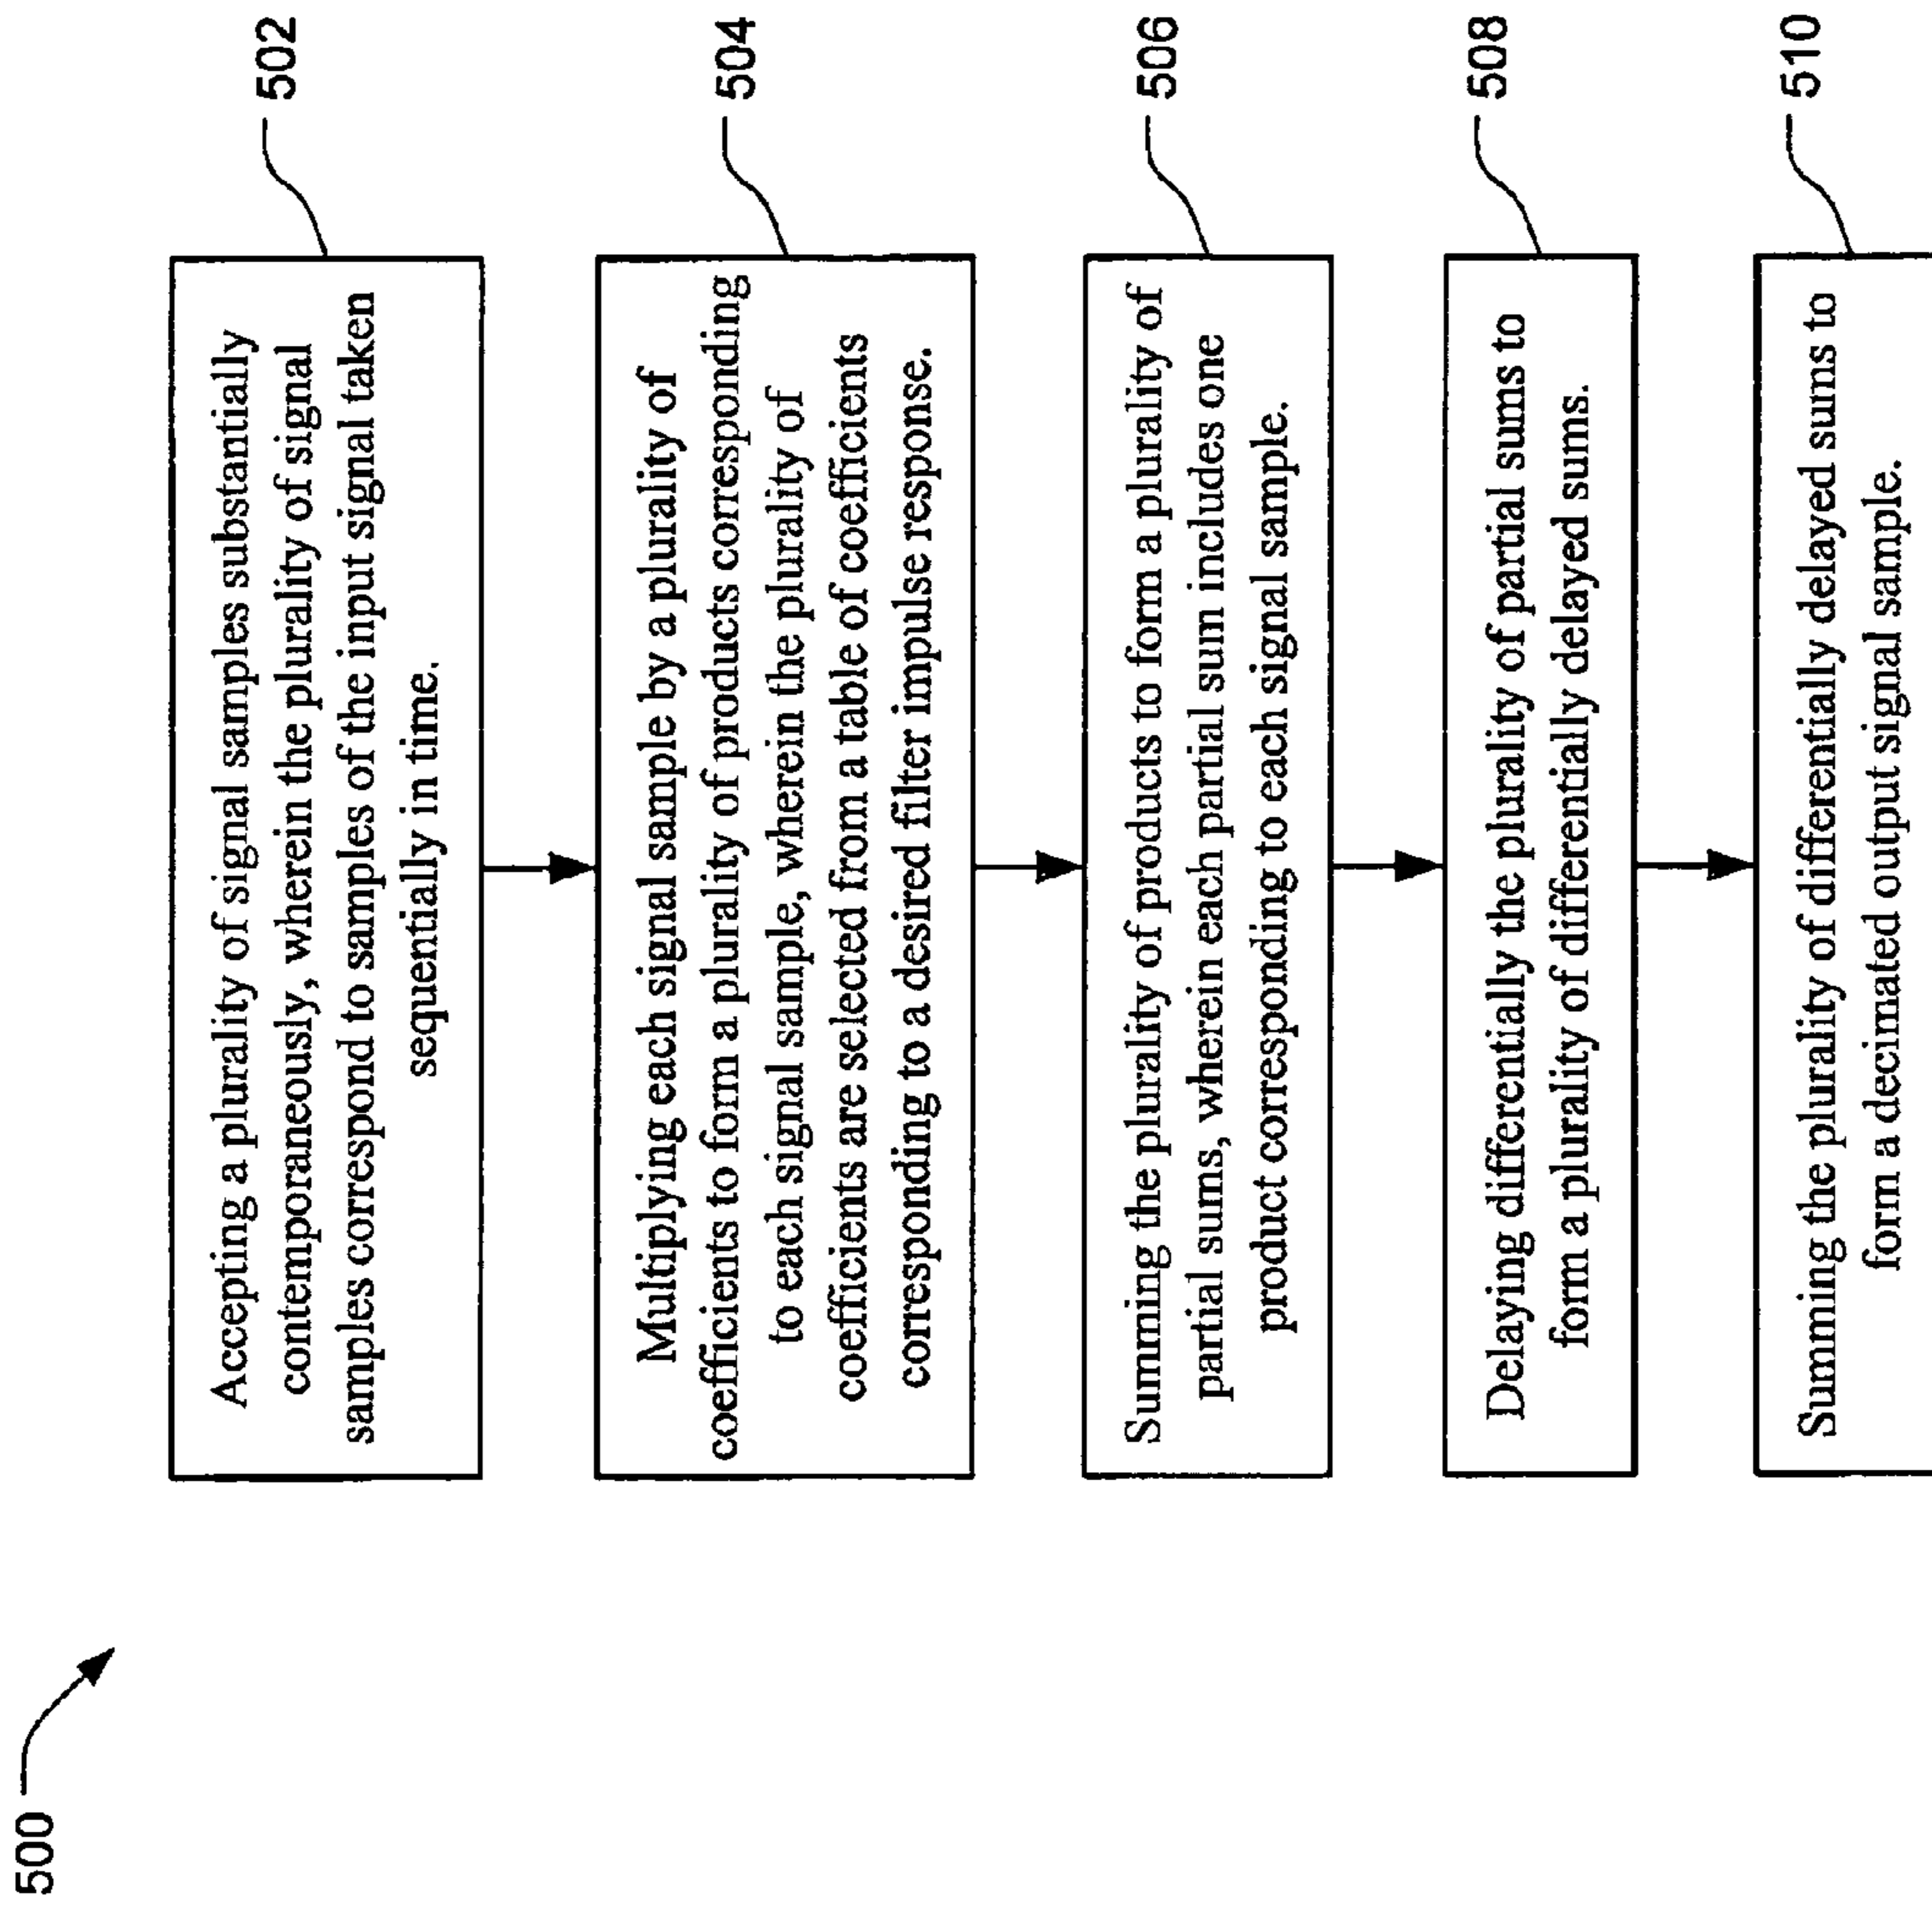 500
Accepting a plurality of signal samples substantially
contemporaneously, wherein the plurality of signal
samples correspond to samples of the input signal taken
sequentially in time.
502
Multiplying each signal sample by a plurality of
coefficients to form a plurality of products corresponding
to each signal sample, wherein the plurality of
coefficients are selected from a table of coefficients
corresponding to a desired filter impulse response.
504
Summing the plurality of products to form a plurality of
partial sums, wherein each partial sum includes one
product corresponding to each signal sample.
506
Delaying differentially the plurality of partial sums to
form a plurality of differentially delayed sums.
508
Summing the plurality of differentially delayed sums to
form a decimated output signal sample.
510